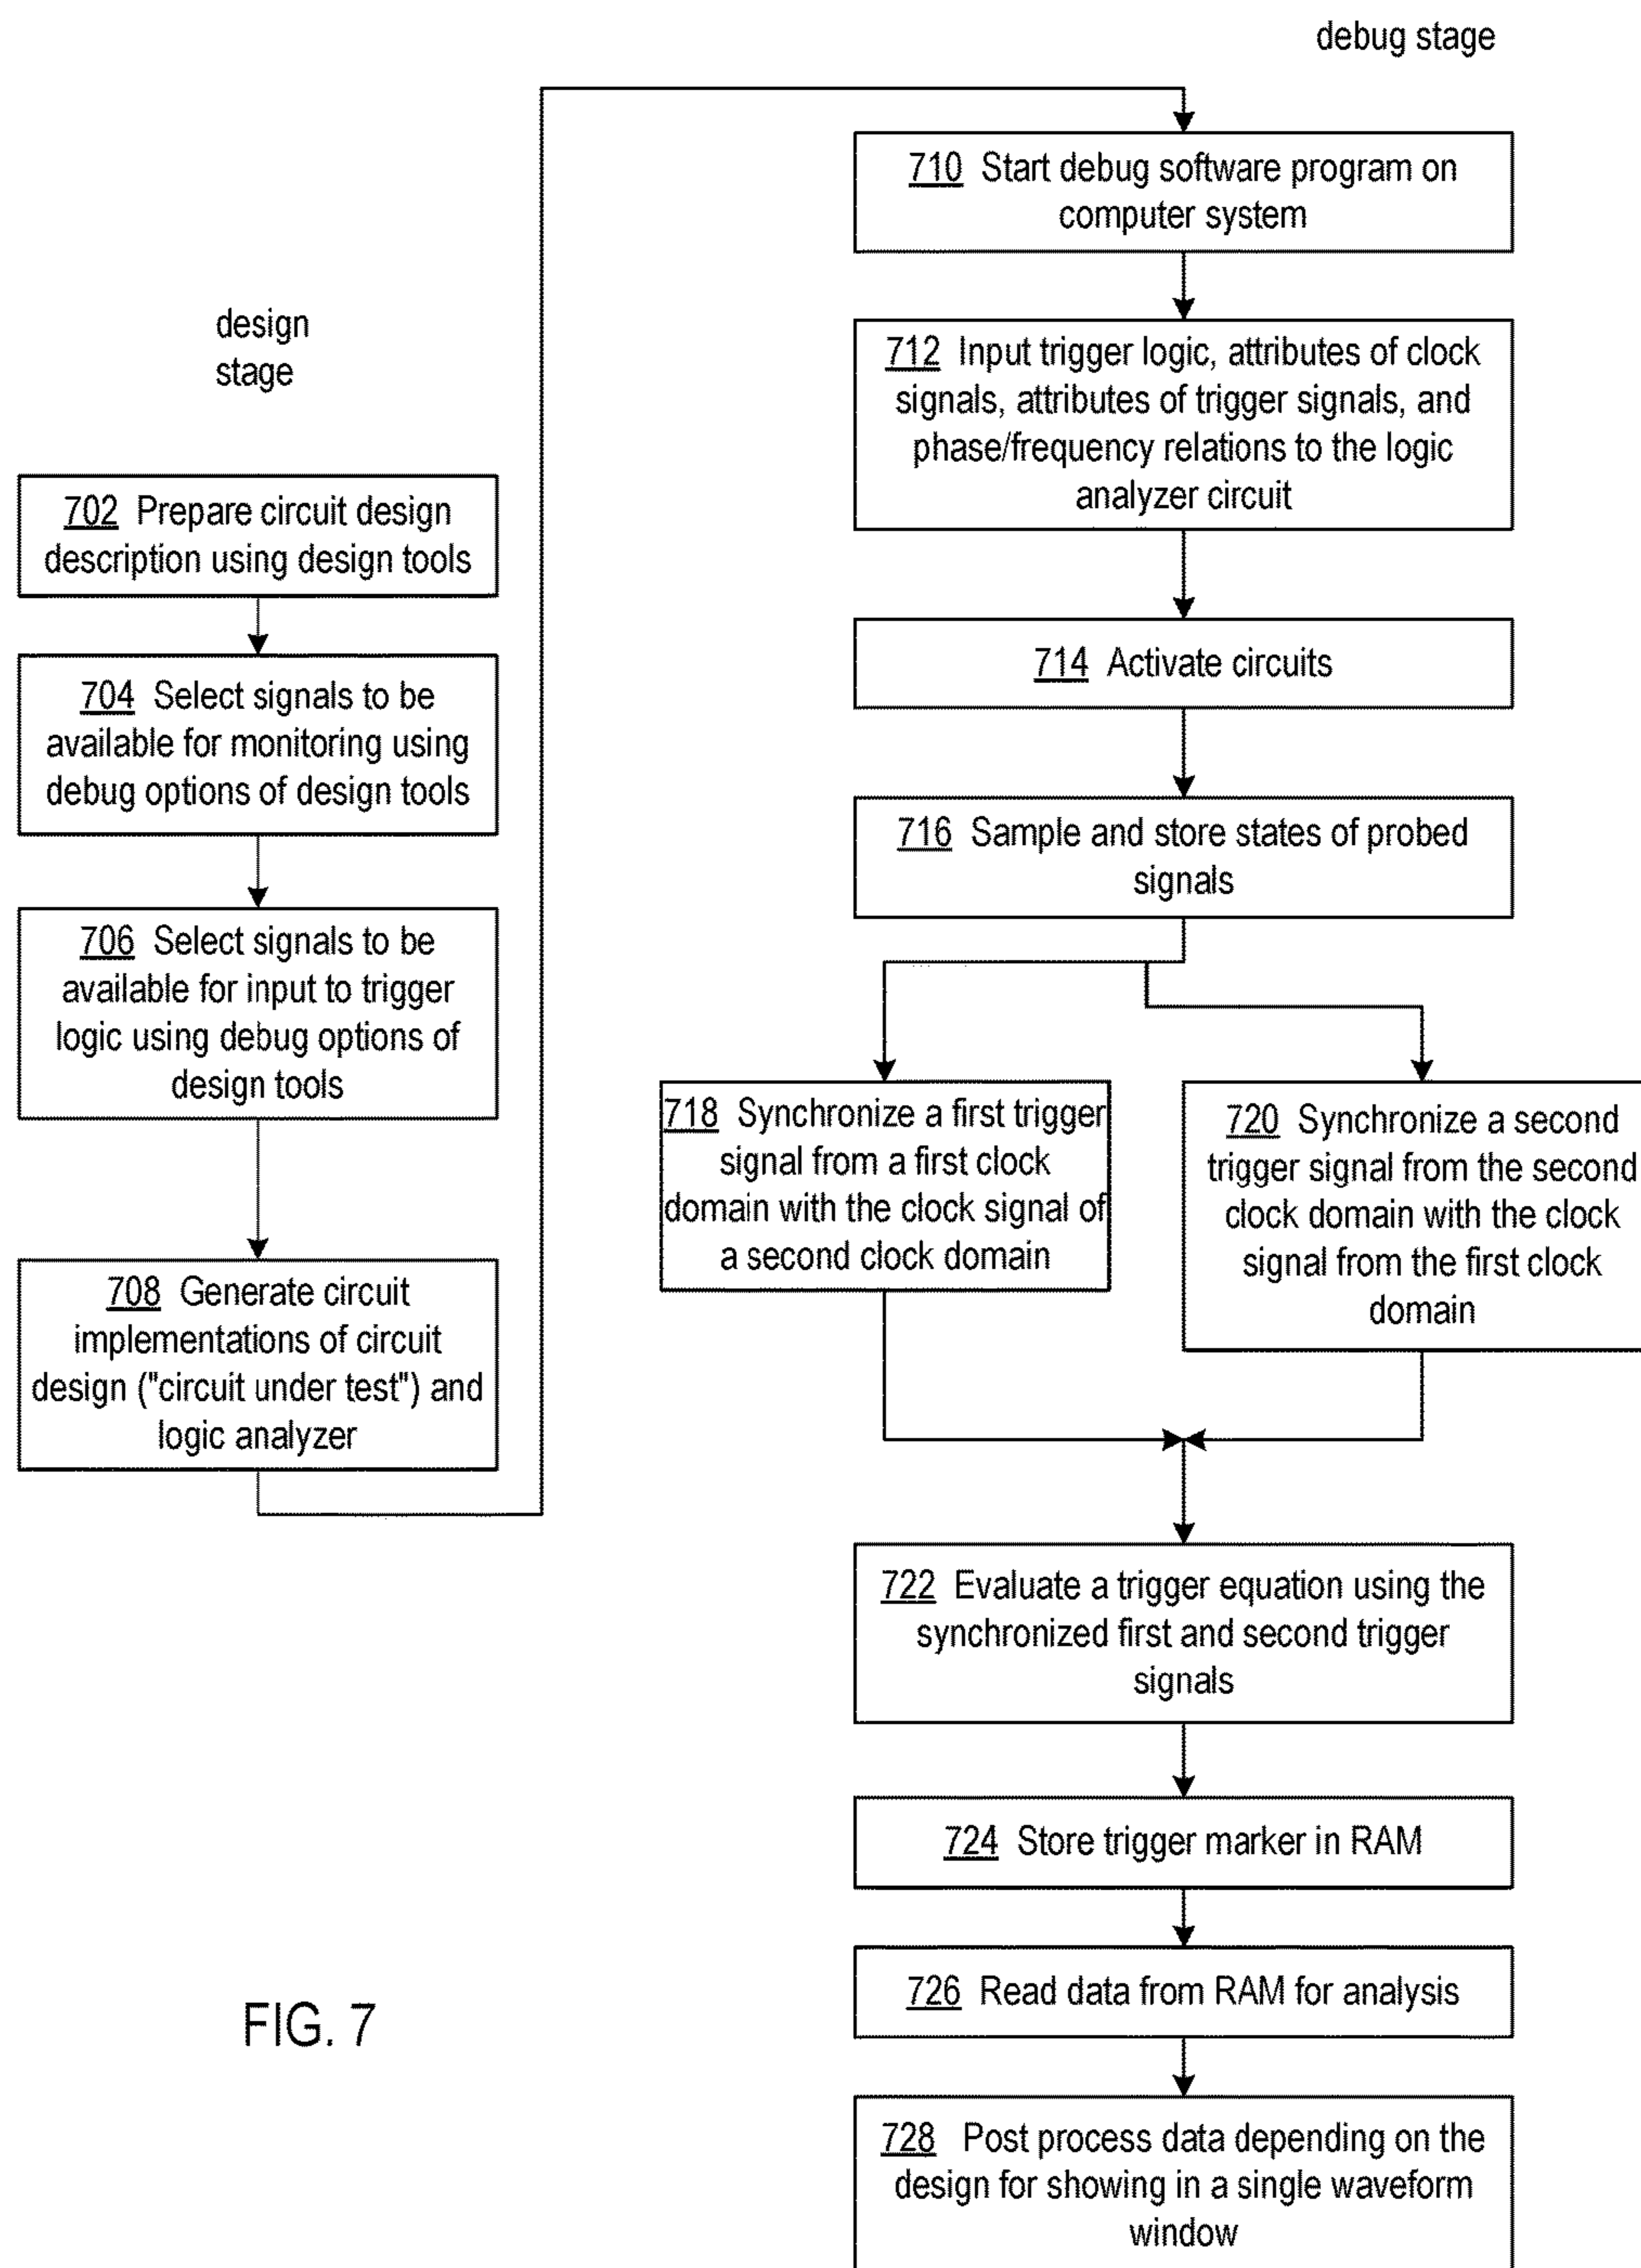 design
stage
702 Prepare circuit design
description using design tools
704 Select signals to be
available for monitoring using
debug options of design tools
706 Select signals to be
available for input to trigger
logic using debug options of
design tools
708 Generate circuit
implementations of circuit
design ("circuit under test") and
logic analyzer
debug stage
710 Start debug software program on
computer system
712 Input trigger logic, attributes of clock
signals, attributes of trigger signals, and
phase/frequency relations to the logic
analyzer circuit
714 Activate circuits
716 Sample and store states of probed
signals
718 Synchronize a first trigger
signal from a first clock
domain with the clock signal of
a second clock domain
720 Synchronize a second
trigger signal from the second
clock domain with the clock
signal from the first clock
domain
722 Evaluate a trigger equation using the
synchronized first and second trigger
signals
724 Store trigger marker in RAM
726 Read data from RAM for analysis
728 Post process data depending on the
design for showing in a single waveform
window
FIG. 7